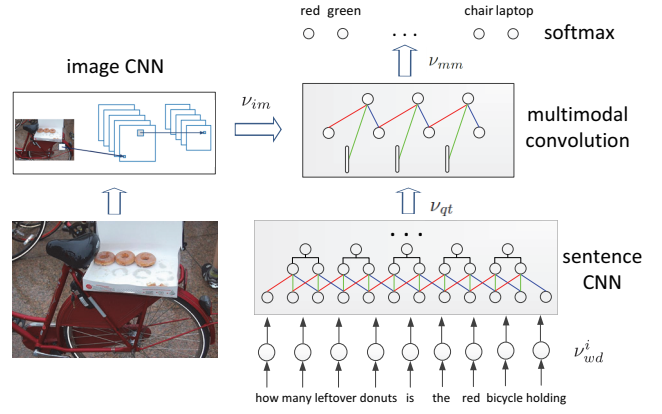 red green chair laptop
. . .
softmax
image CNN
ν_im
ν_mm
multimodal
convolution
ν_qt
. . .
sentence
CNN
ν^i_wd
how many leftover donuts is the red bicycle holding